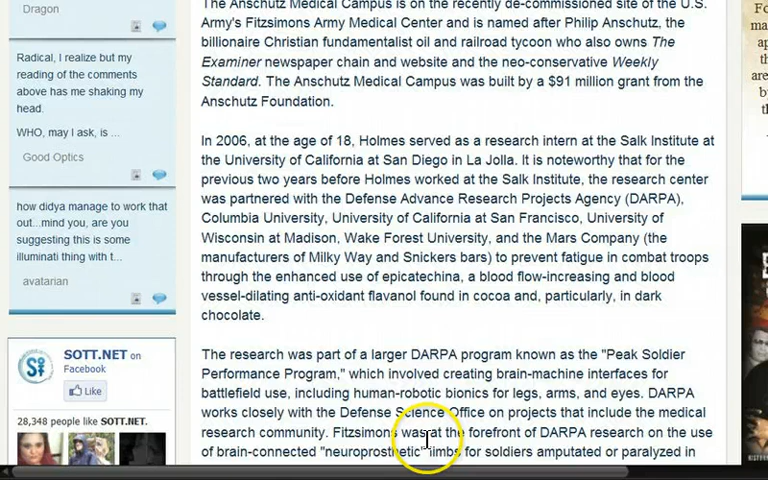 Dragon
Radical, I realize but my
reading of the comments
above has me shaking my
head.
WHO, may I ask, is ...
Good Optics
how didya manage to work that
out...mind you, are you
suggesting this is some
illuminati thing with t...
avatarian
SOTT.NET on
Facebook
Like
28,348 people like SOTT.NET.
The Anschutz Medical Campus is on the recently de-commissioned site of the U.S.
Army's Fitzsimons Army Medical Center and is named after Philip Anschutz, the
billionaire Christian fundamentalist oil and railroad tycoon who also owns The
Examiner newspaper chain and website and the neo-conservative Weekly
Standard. The Anschutz Medical Campus was built by a $91 million grant from the
Anschutz Foundation.
In 2006, at the age of 18, Holmes served as a research intern at the Salk Institute at
the University of California at San Diego in La Jolla. It is noteworthy that for the
previous two years before Holmes worked at the Salk Institute, the research center
was partnered with the Defense Advance Research Projects Agency (DARPA),
Columbia University, University of California at San Francisco, University of
Wisconsin at Madison, Wake Forest University, and the Mars Company (the
manufacturers of Milky Way and Snickers bars) to prevent fatigue in combat troops
through the enhanced use of epicatechina, a blood flow-increasing and blood
vessel-dilating anti-oxidant flavanol found in cocoa and, particularly, in dark
chocolate.
The research was part of a larger DARPA program known as the "Peak Soldier
Performance Program," which involved creating brain-machine interfaces for
battlefield use, including human-robotic bionics for legs, arms, and eyes. DARPA
works closely with the Defense Science Office on projects that include the medical
research community. Fitzsimons was at the forefront of DARPA research on the use
of brain-connected "neuroprosthetic" limbs for soldiers amputated or paralyzed in